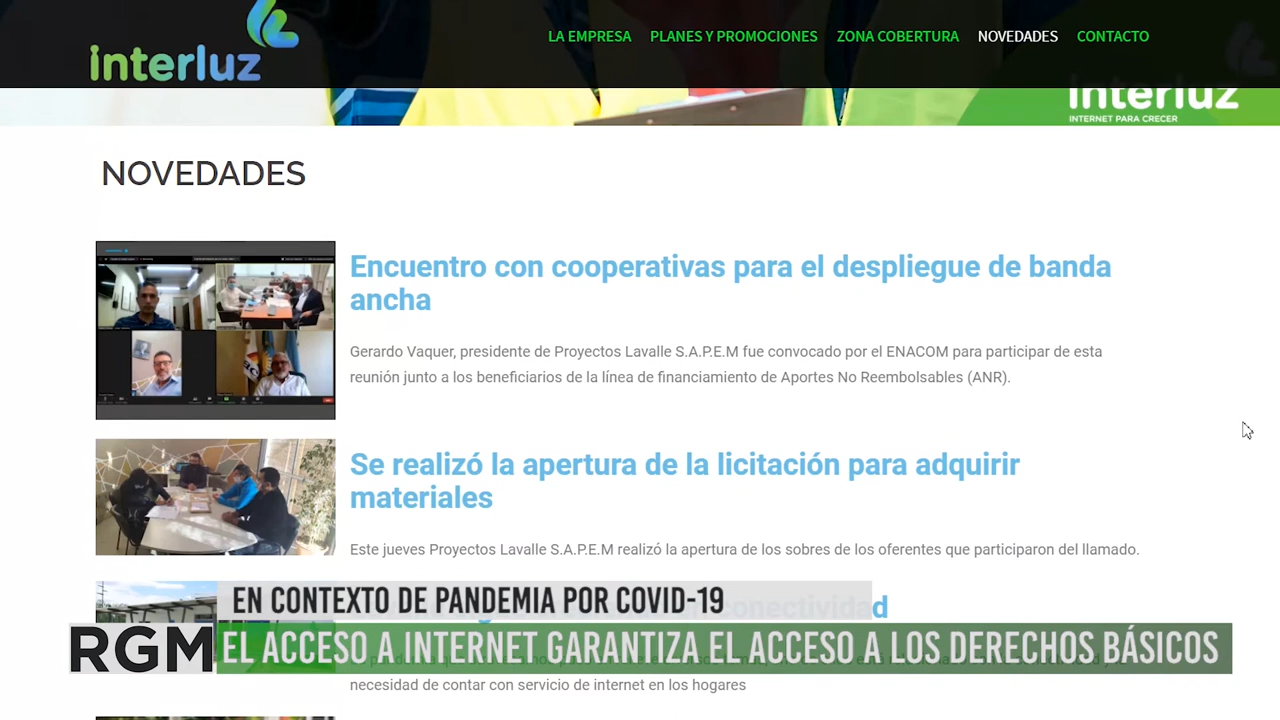 interluz
LA EMPRESA PLANES Y PROMOCIONES ZONA COBERTURA NOVEDADES CONTACTO
interluz
INTERNET PARA CRECER
NOVEDADES
Encuentro con cooperativas para el despliegue de banda
ancha
Gerardo Vaquer, presidente de Proyectos Lavalle S.A.P.E.M fue convocado por el ENACOM para participar de esta
reunión junto a los beneficiarios de la línea de financiamiento de Aportes No Reembolsables (ANR).
Se realizó la apertura de la licitación para adquirir
materiales
Este jueves Proyectos Lavalle S.A.P.E.M realizó la apertura de los sobres de los oferentes que participaron del llamado.
conectividad
EN CONTEXTO DE PANDEMIA POR COVID-19
RGM EL ACCESO A INTERNET GARANTIZA EL ACCESO A LOS DERECHOS BÁSICOS
necesidad de contar con servicio de internet en los hogares